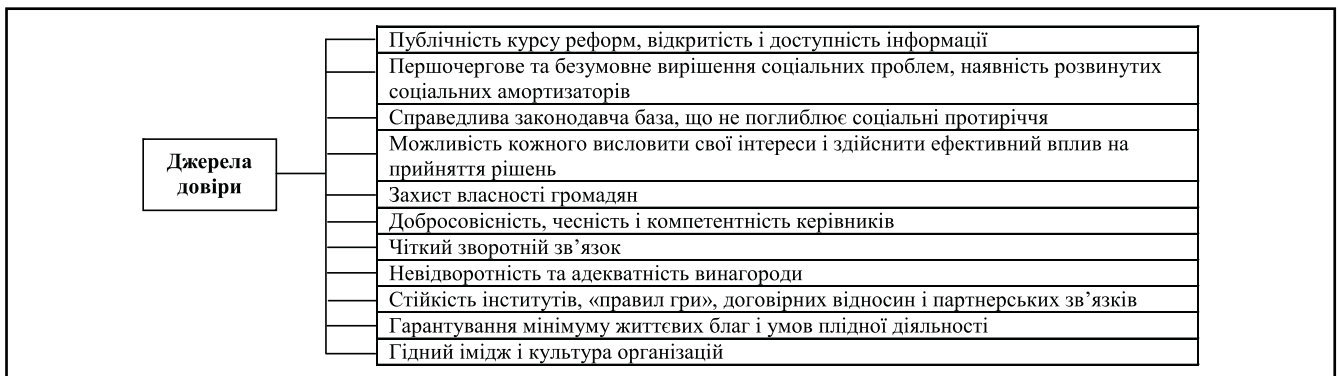 Джерела
довіри
Публічність курсу реформ, відкритість і доступність інформації
Першочергове та безумовне вирішення соціальних проблем, наявність розвинутих
соціальних амортизаторів
Справедлива законодавча база, що не поглиблює соціальні протиріччя
Можливість кожного висловити свої інтереси і здійснити ефективний вплив на
прийняття рішень
Захист власності громадян
Добросовісність, чесність і компетентність керівників
Чіткий зворотній зв’язок
Невідворотність та адекватність винагороди
Стійкість інститутів, «правил гри», договірних відносин і партнерських зв’язків
Гарантування мінімуму життєвих благ і умов плідної діяльності
Гідний імідж і культура організацій